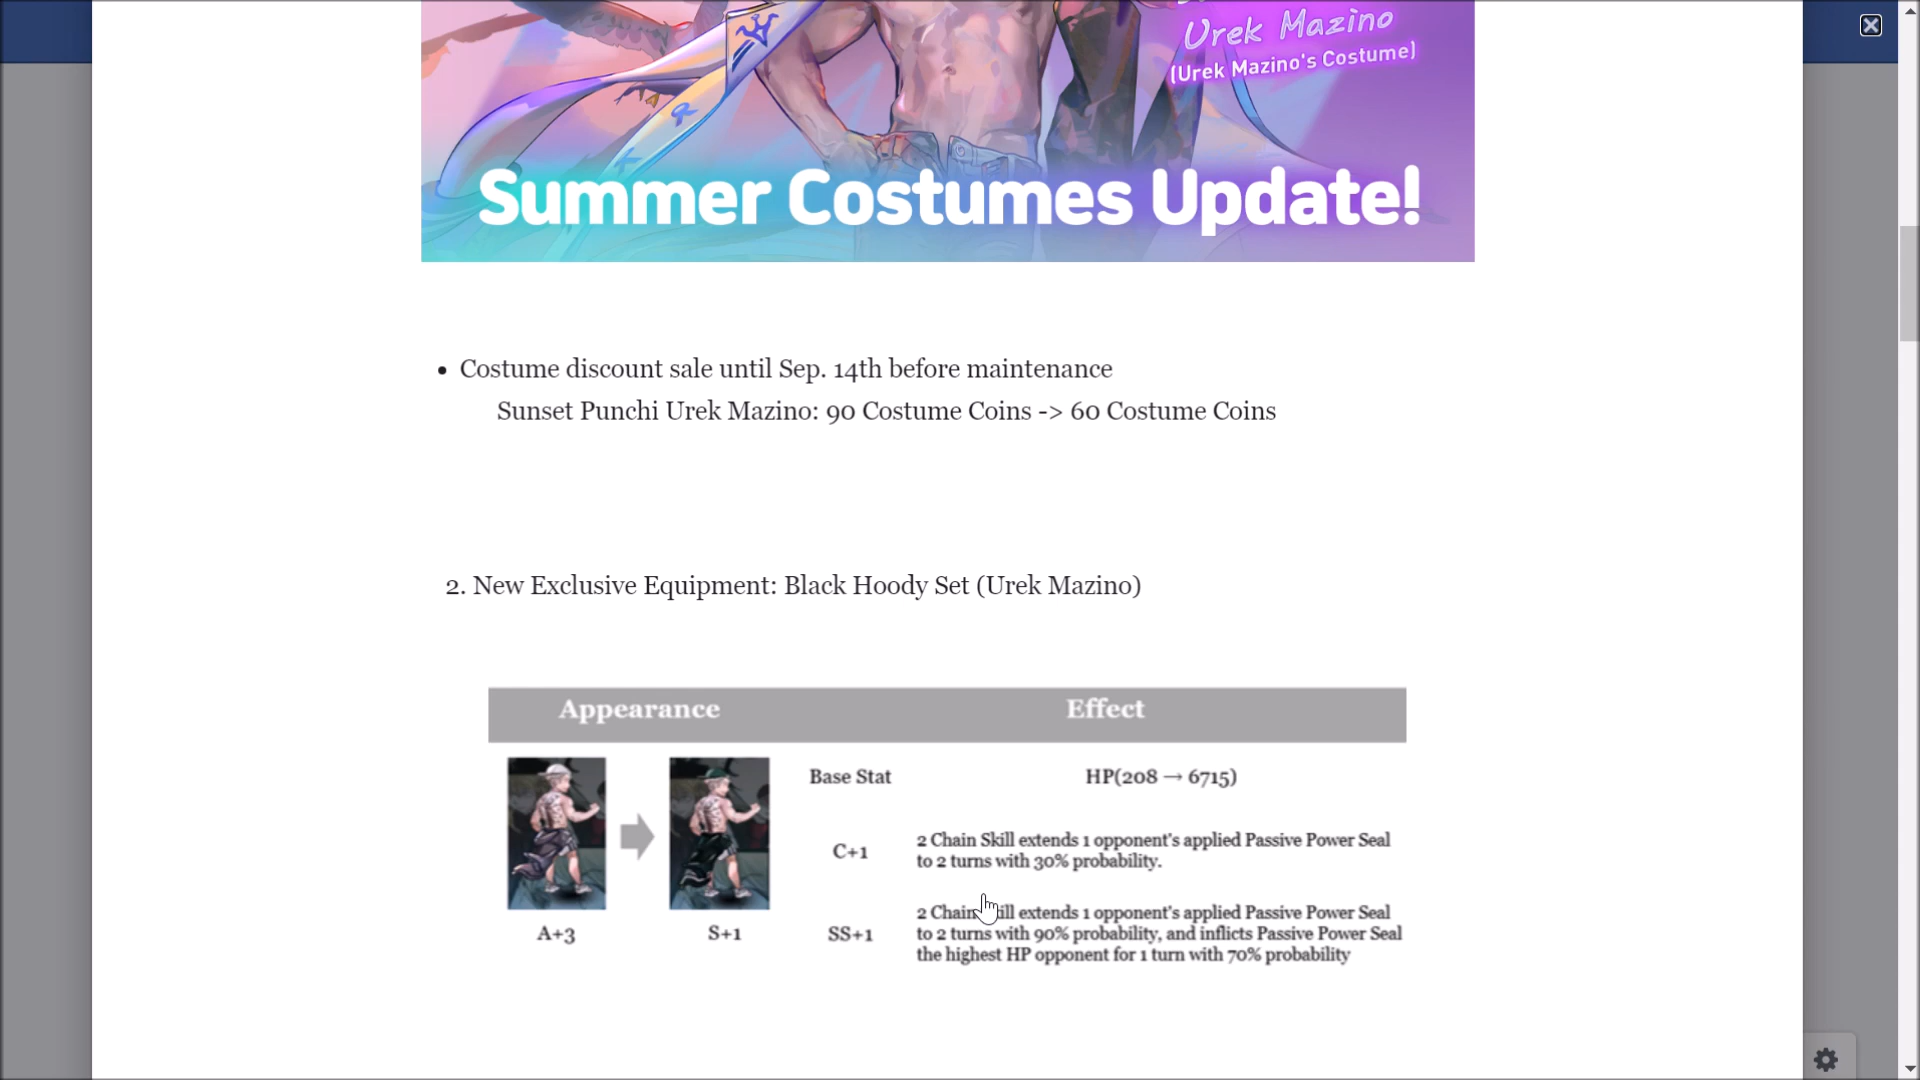 Urek Mazino
(Urek Mazino's Costume)
Summer Costumes Update!
• Costume discount sale until Sep. 14th before maintenance
Sunset Punchi Urek Mazino: 90 Costume Coins -> 60 Costume Coins
2. New Exclusive Equipment: Black Hoody Set (Urek Mazino)
Appearance Effect
Base Stat HP(208 → 6715)
C+1 2 Chain Skill extends 1 opponent's applied Passive Power Seal
to 2 turns with 30% probability.
A+3 S+1
SS+1 2 Chain Skill extends 1 opponent's applied Passive Power Seal
to 2 turns with 90% probability, and inflicts Passive Power Seal
the highest HP opponent for 1 turn with 70% probability